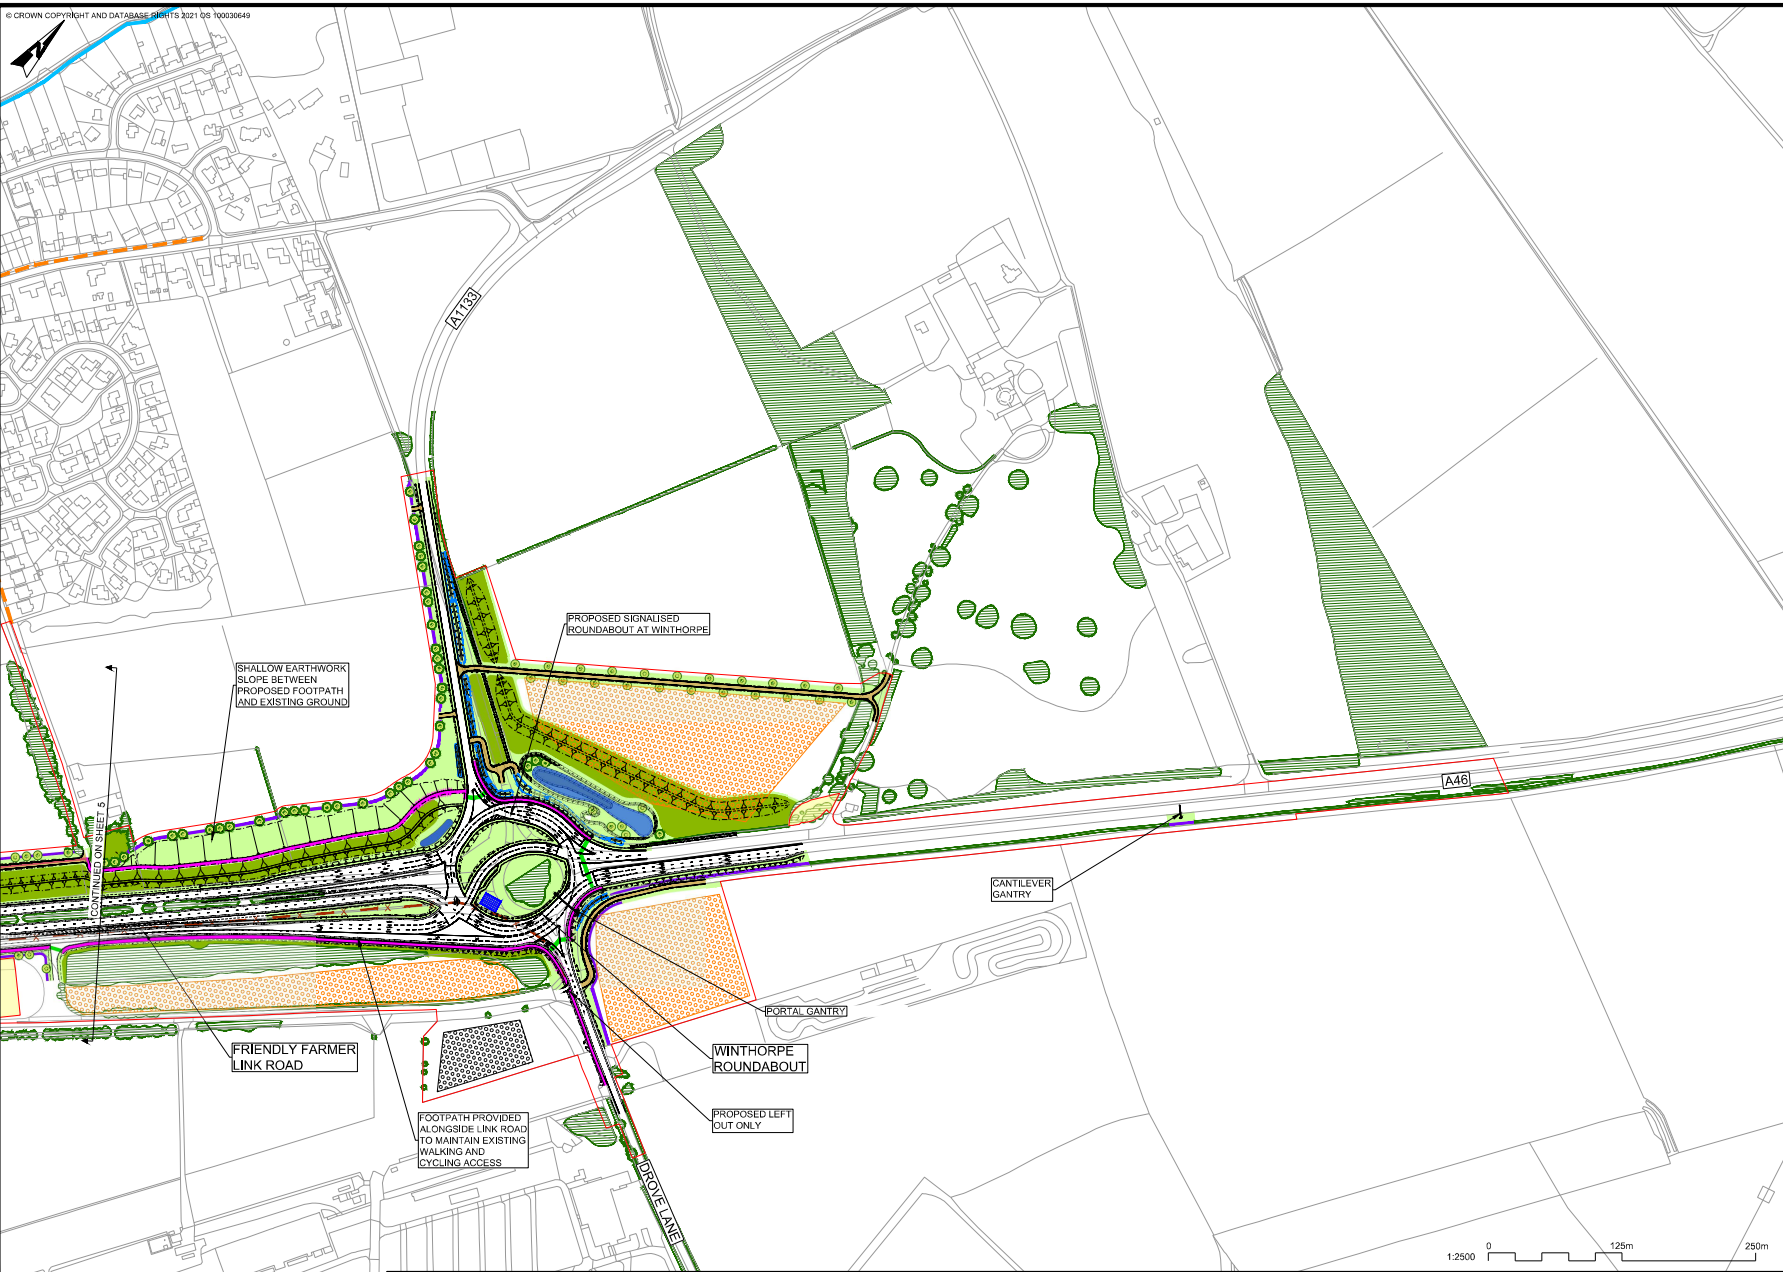 © CROWN COPYRIGHT AND DATABASE RIGHTS 2021 OS 100030649
A1133
PROPOSED SIGNALISED
ROUNDABOUT AT WINTHORPE
SHALLOW EARTHWORK
SLOPE BETWEEN
PROPOSED FOOTPATH
AND EXISTING GROUND
A46
CONTINUED ON SHEET 5
CANTILEVER
GANTRY
PORTAL GANTRY
FRIENDLY FARMER
LINK ROAD
WINTHORPE
ROUNDABOUT
FOOTPATH PROVIDED
ALONGSIDE LINK ROAD
TO MAINTAIN EXISTING
WALKING AND
CYCLING ACCESS
PROPOSED LEFT
OUT ONLY
DROVE LANE
1:2500
0
125m
250m